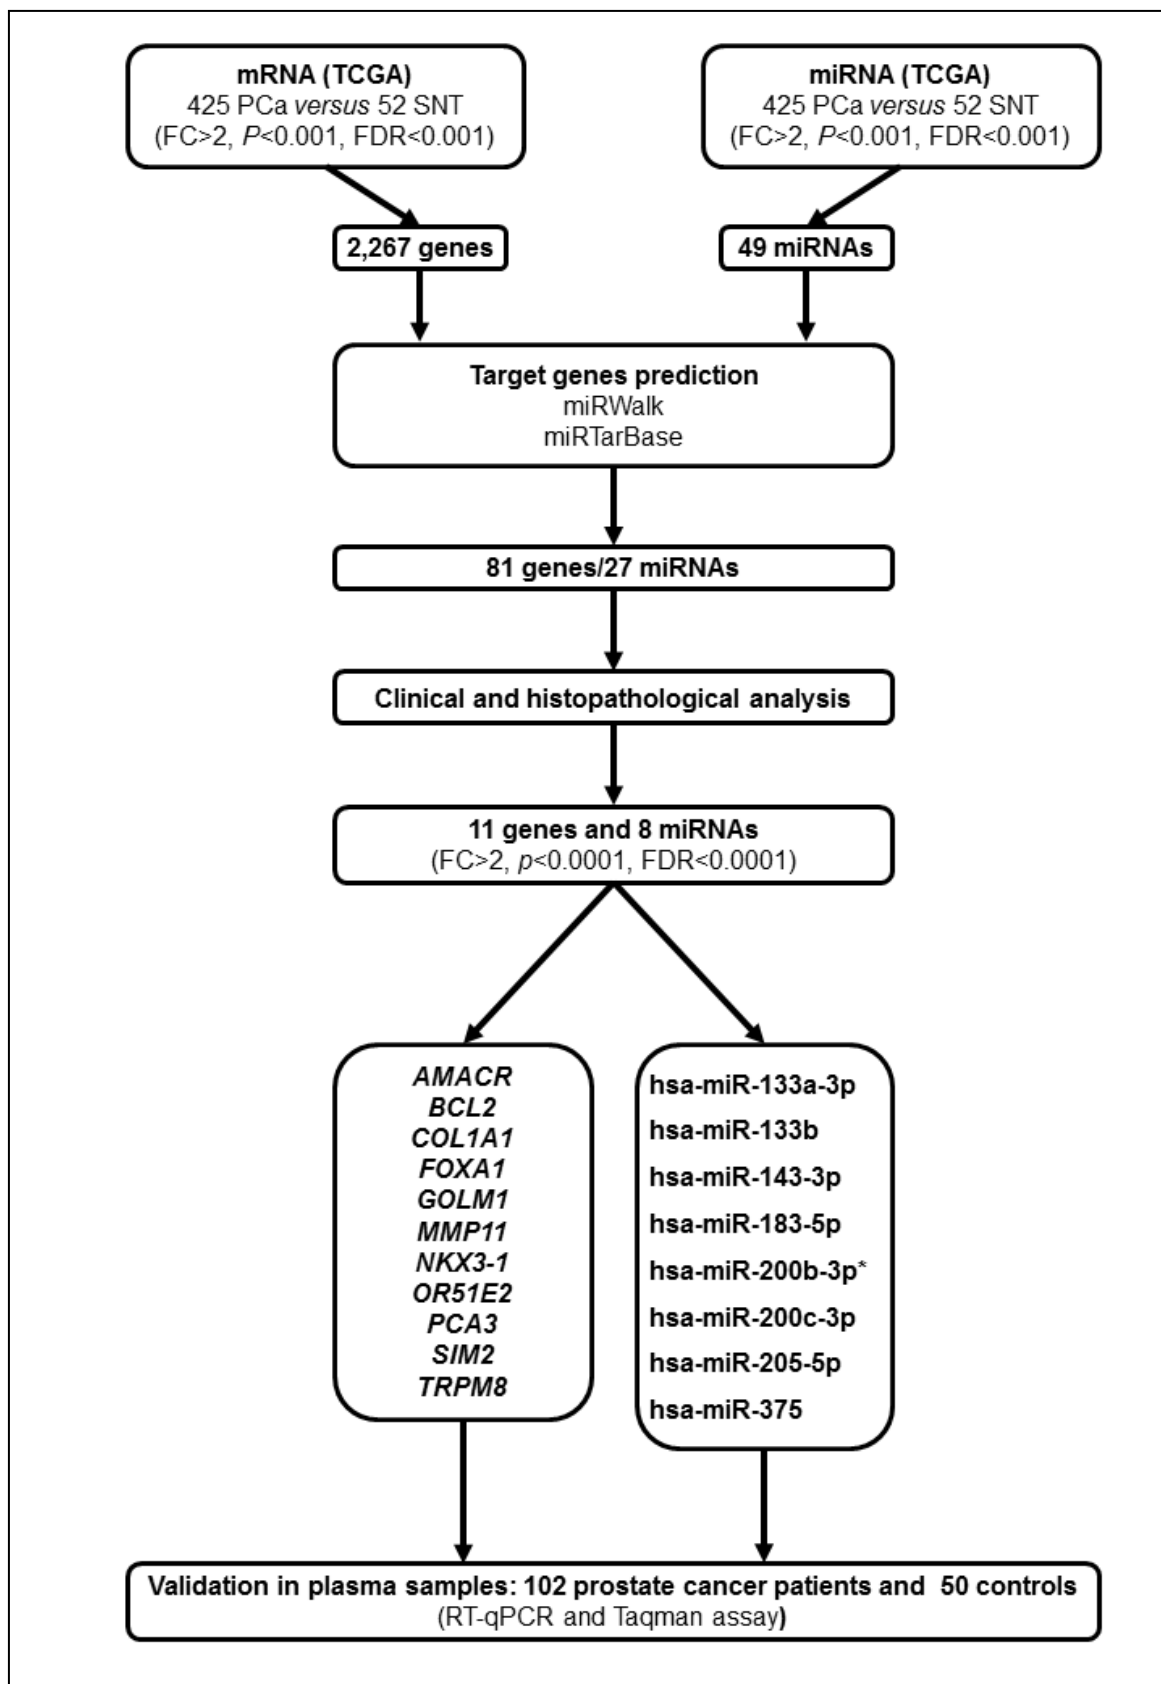 mRNA (TCGA)
425 PCa versus 52 SNT
(FC>2, P<0.001, FDR<0.001)
miRNA (TCGA)
425 PCa versus 52 SNT
(FC>2, P<0.001, FDR<0.001)
2,267 genes
49 miRNAs
Target genes prediction
miRWalk
miRTarBase
81 genes/27 miRNAs
Clinical and histopathological analysis
11 genes and 8 miRNAs
(FC>2, p<0.0001, FDR<0.0001)
AMACR
BCL2
COL1A1
FOXA1
GOLM1
MMP11
NKX3-1
OR51E2
PCA3
SIM2
TRPM8
hsa-miR-133a-3p
hsa-miR-133b
hsa-miR-143-3p
hsa-miR-183-5p
hsa-miR-200b-3p*
hsa-miR-200c-3p
hsa-miR-205-5p
hsa-miR-375
Validation in plasma samples: 102 prostate cancer patients and 50 controls
(RT-qPCR and Taqman assay)